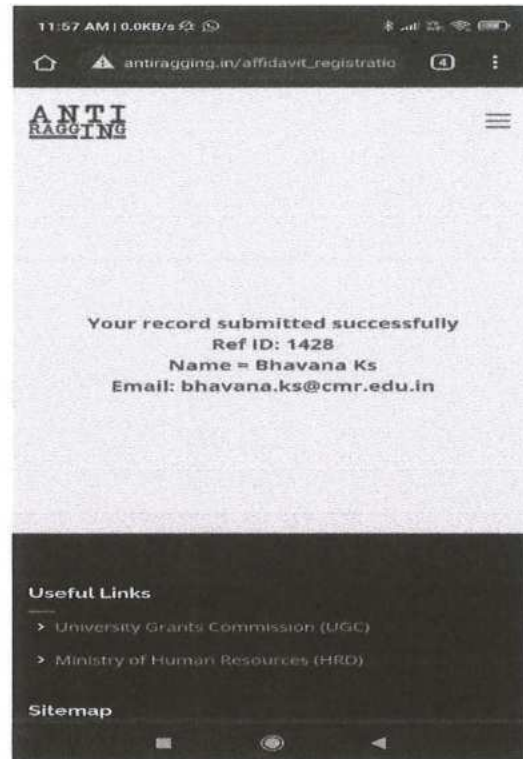 11:57 AM | 0.0KB/s
antiragging.in/affidavit_registratio
4
ANTI
RAGGING
Your record submitted successfully
Ref ID: 1428
Name = Bhavana Ks
Email: bhavana.ks@cmr.edu.in
Useful Links
> University Grants Commission (UGC)
> Ministry of Human Resources (HRD)
Sitemap